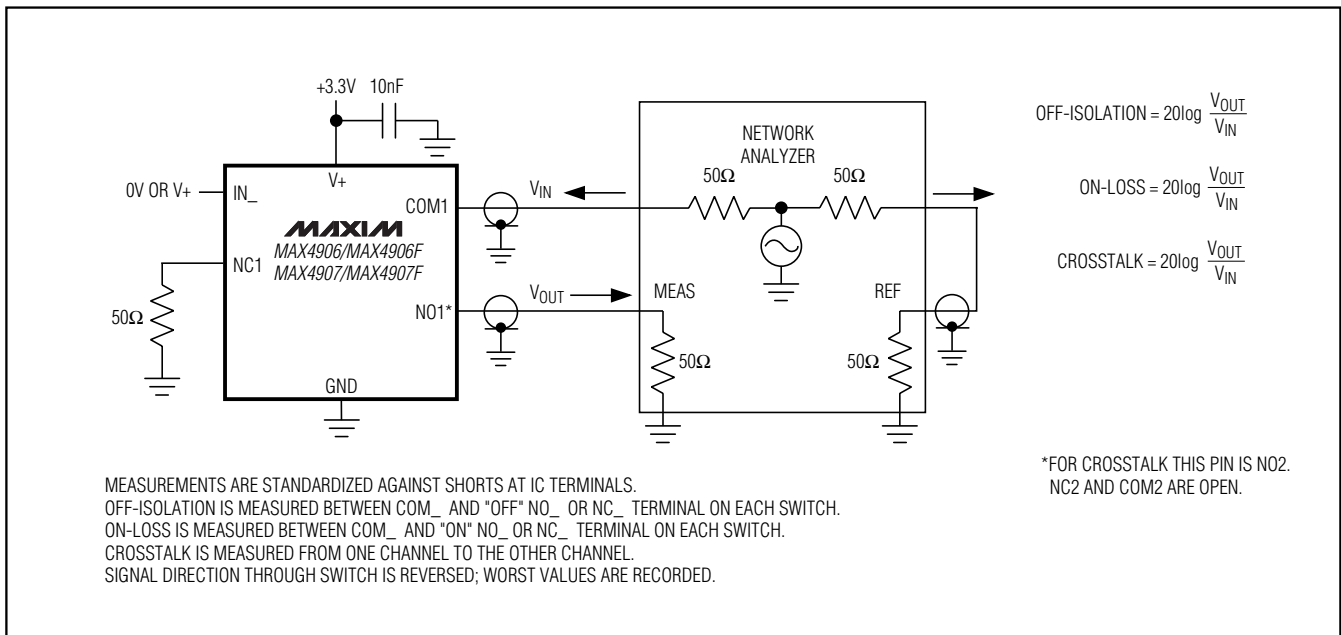 +3.3V 10nF
0V OR V+
IN_
V+
COM1
MAXIM
MAX4906/MAX4906F
MAX4907/MAX4907F
NC1
NO1*
50Ω
GND
VIN
VOUT
NETWORK
ANALYZER
50Ω 50Ω
MEAS REF
50Ω 50Ω
OFF-ISOLATION = 20log VOUT
VIN
ON-LOSS = 20log VOUT
VIN
CROSSTALK = 20log VOUT
VIN
*FOR CROSSTALK THIS PIN IS NO2.
NC2 AND COM2 ARE OPEN.
MEASUREMENTS ARE STANDARDIZED AGAINST SHORTS AT IC TERMINALS.
OFF-ISOLATION IS MEASURED BETWEEN COM_ AND "OFF" NO_ OR NC_ TERMINAL ON EACH SWITCH.
ON-LOSS IS MEASURED BETWEEN COM_ AND "ON" NO_ OR NC_ TERMINAL ON EACH SWITCH.
CROSSTALK IS MEASURED FROM ONE CHANNEL TO THE OTHER CHANNEL.
SIGNAL DIRECTION THROUGH SWITCH IS REVERSED; WORST VALUES ARE RECORDED.